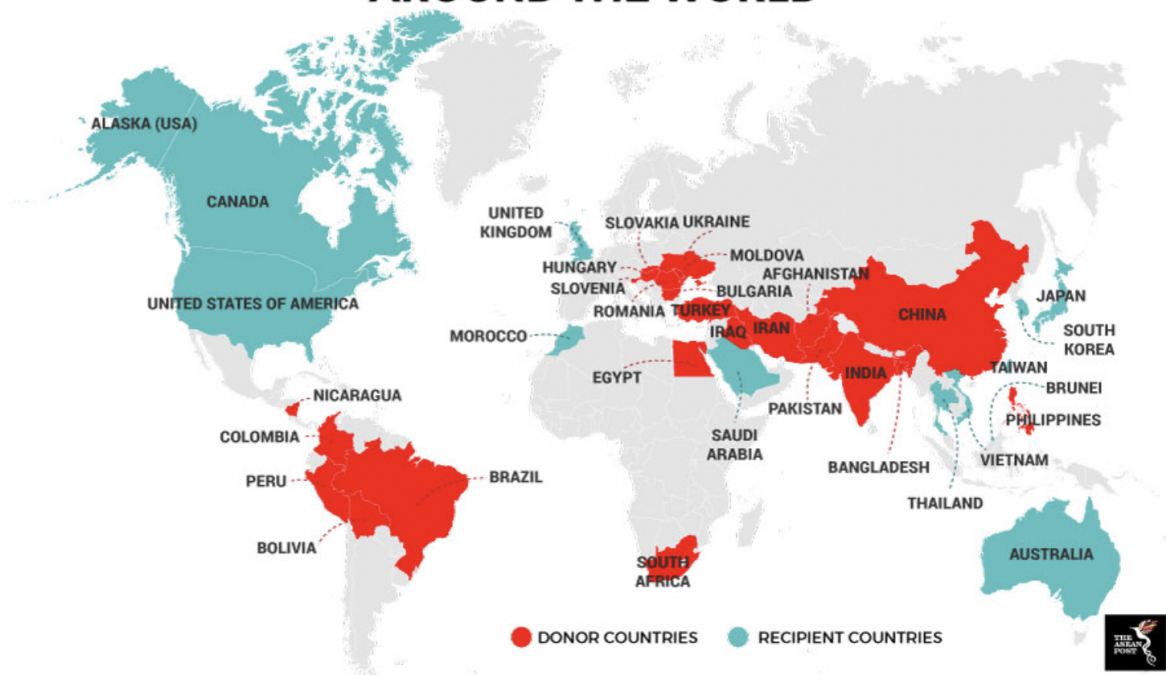 AROUND THE WORLD
ALASKA (USA)
CANADA
UNITED STATES OF AMERICA
UNITED
KINGDOM
SLOVAKIA
UKRAINE
HUNGARY
MOLDOVA
AFGHANISTAN
SLOVENIA
BULGARIA
ROMANIA
TURKEY
IRAQ
IRAN
CHINA
JAPAN
SOUTH
KOREA
MOROCCO
EGYPT
INDIA
TAIWAN
BRUNEI
NICARAGUA
PAKISTAN
PHILIPPINES
COLOMBIA
SAUDI
ARABIA
BANGLADESH
VIETNAM
PERU
BRAZIL
THAILAND
BOLIVIA
AUSTRALIA
SOUTH
AFRICA
DONOR COUNTRIES
RECIPIENT COUNTRIES
THE
ASEAN
POST